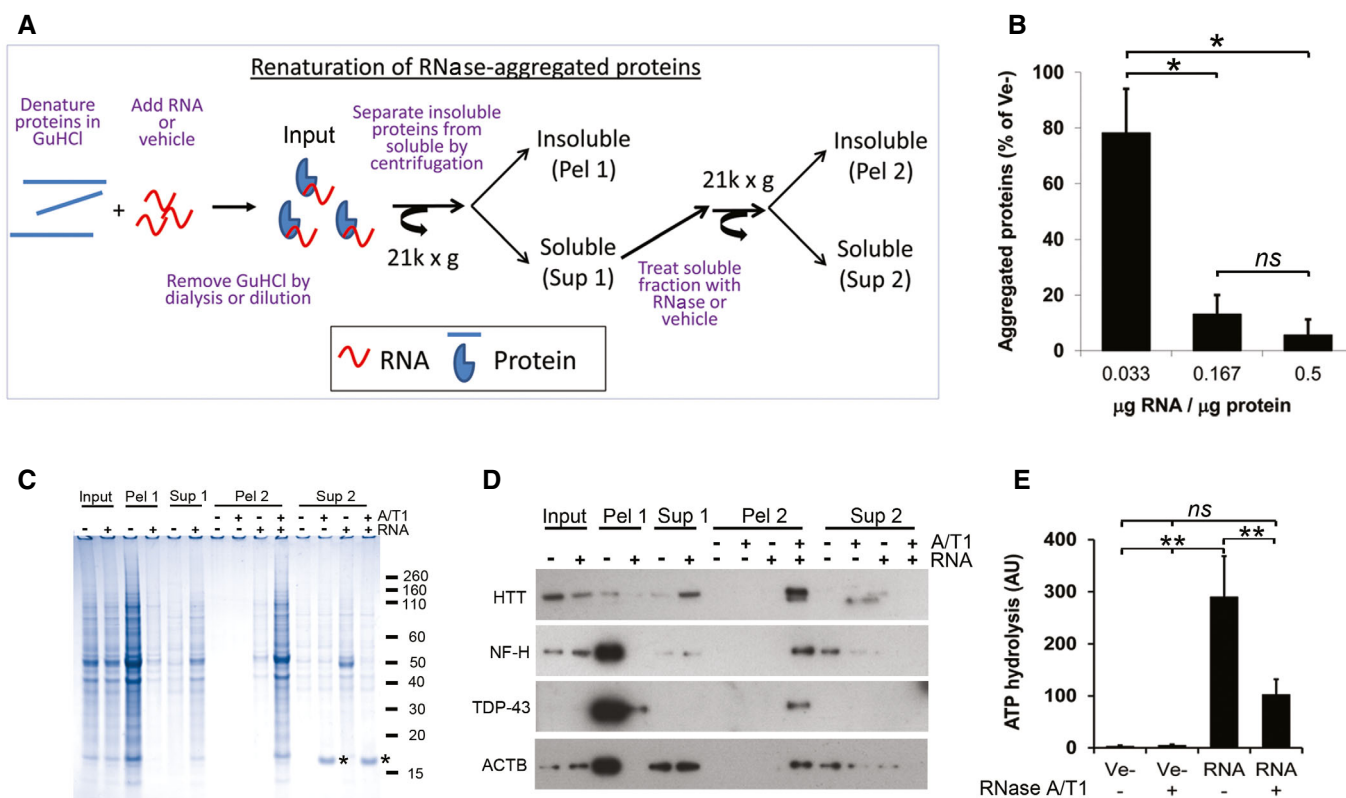 A
Renaturation of RNase-aggregated proteins
Denature
proteins in
GuHCl
Add RNA
or
vehicle
Input
Separate insoluble
proteins from
soluble by
centrifugation
Insoluble
(Pel 1)
Insoluble
(Pel 2)
+
21k x g
21k x g
Remove GuHCl by
dialysis or dilution
Soluble
(Sup 1)
Treat soluble
fraction with
RNase or
vehicle
Soluble
(Sup 2)
RNA
Protein
B
Aggregated proteins (% of Ve-)
100
80
60
40
20
0
*
*
ns
0.033 0.167 0.5
µg RNA / µg protein
C
Input Pel 1 Sup 1 Pel 2 Sup 2
- + - + - + - + A/T1
- + - + - + - - + + - - + + RNA
260
160
110
60
50
40
30
20
15
* *
D
Input Pel 1 Sup 1 Pel 2 Sup 2
- + - + - + - + A/T1
- + - + - + - - + + - - + + RNA
HTT
NF-H
TDP-43
ACTB
E
ATP hydrolysis (AU)
400
300
200
100
0
ns
** **
Ve- Ve- RNA RNA
RNase A/T1 - + - +